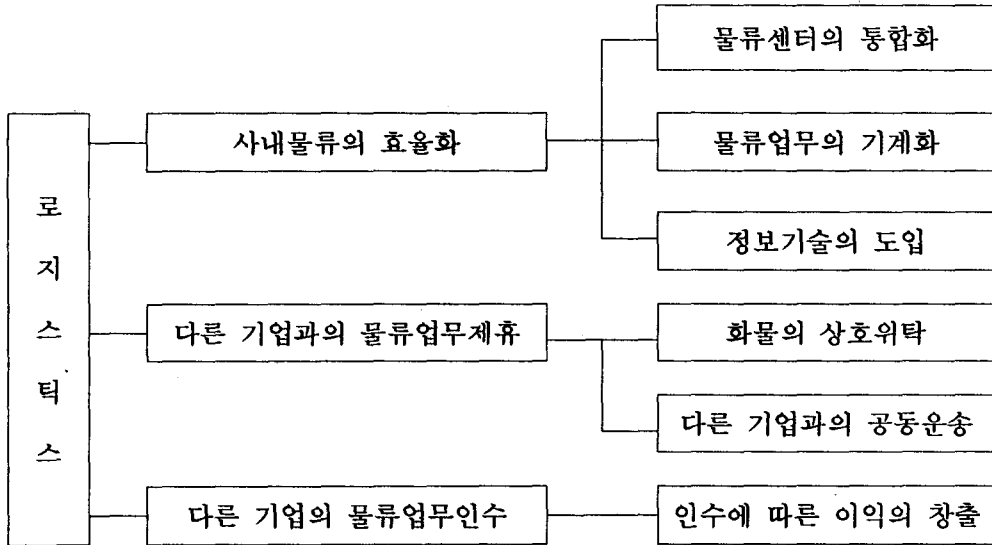 로지스틱스
사내물류의 효율화
물류센터의 통합화
물류업무의 기계화
정보기술의 도입
다른 기업과의 물류업무제휴
화물의 상호위탁
다른 기업과의 공동운송
다른 기업의 물류업무인수
인수에 따른 이익의 창출